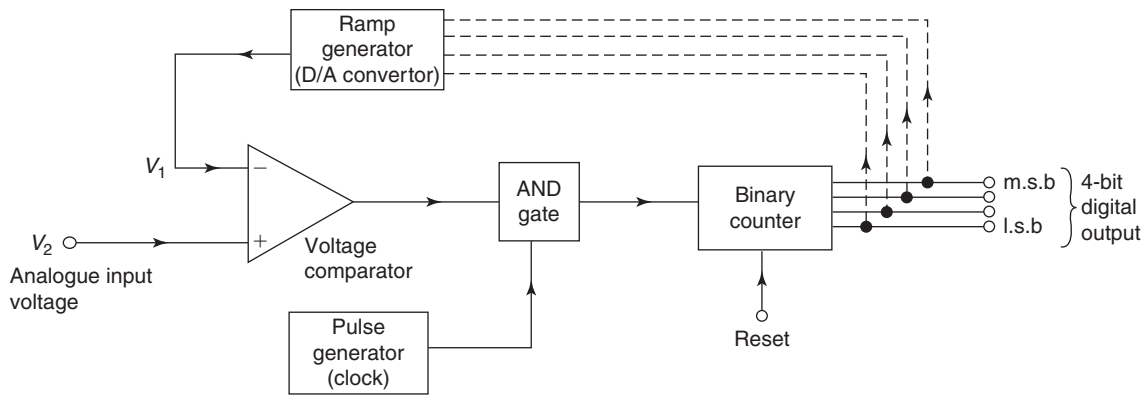 Ramp
generator
(D/A convertor)
V1
−
AND
gate
Binary
counter
m.s.b
4-bit
digital
output
l.s.b
V2
+
Voltage
comparator
Analogue input
voltage
Pulse
generator
(clock)
Reset